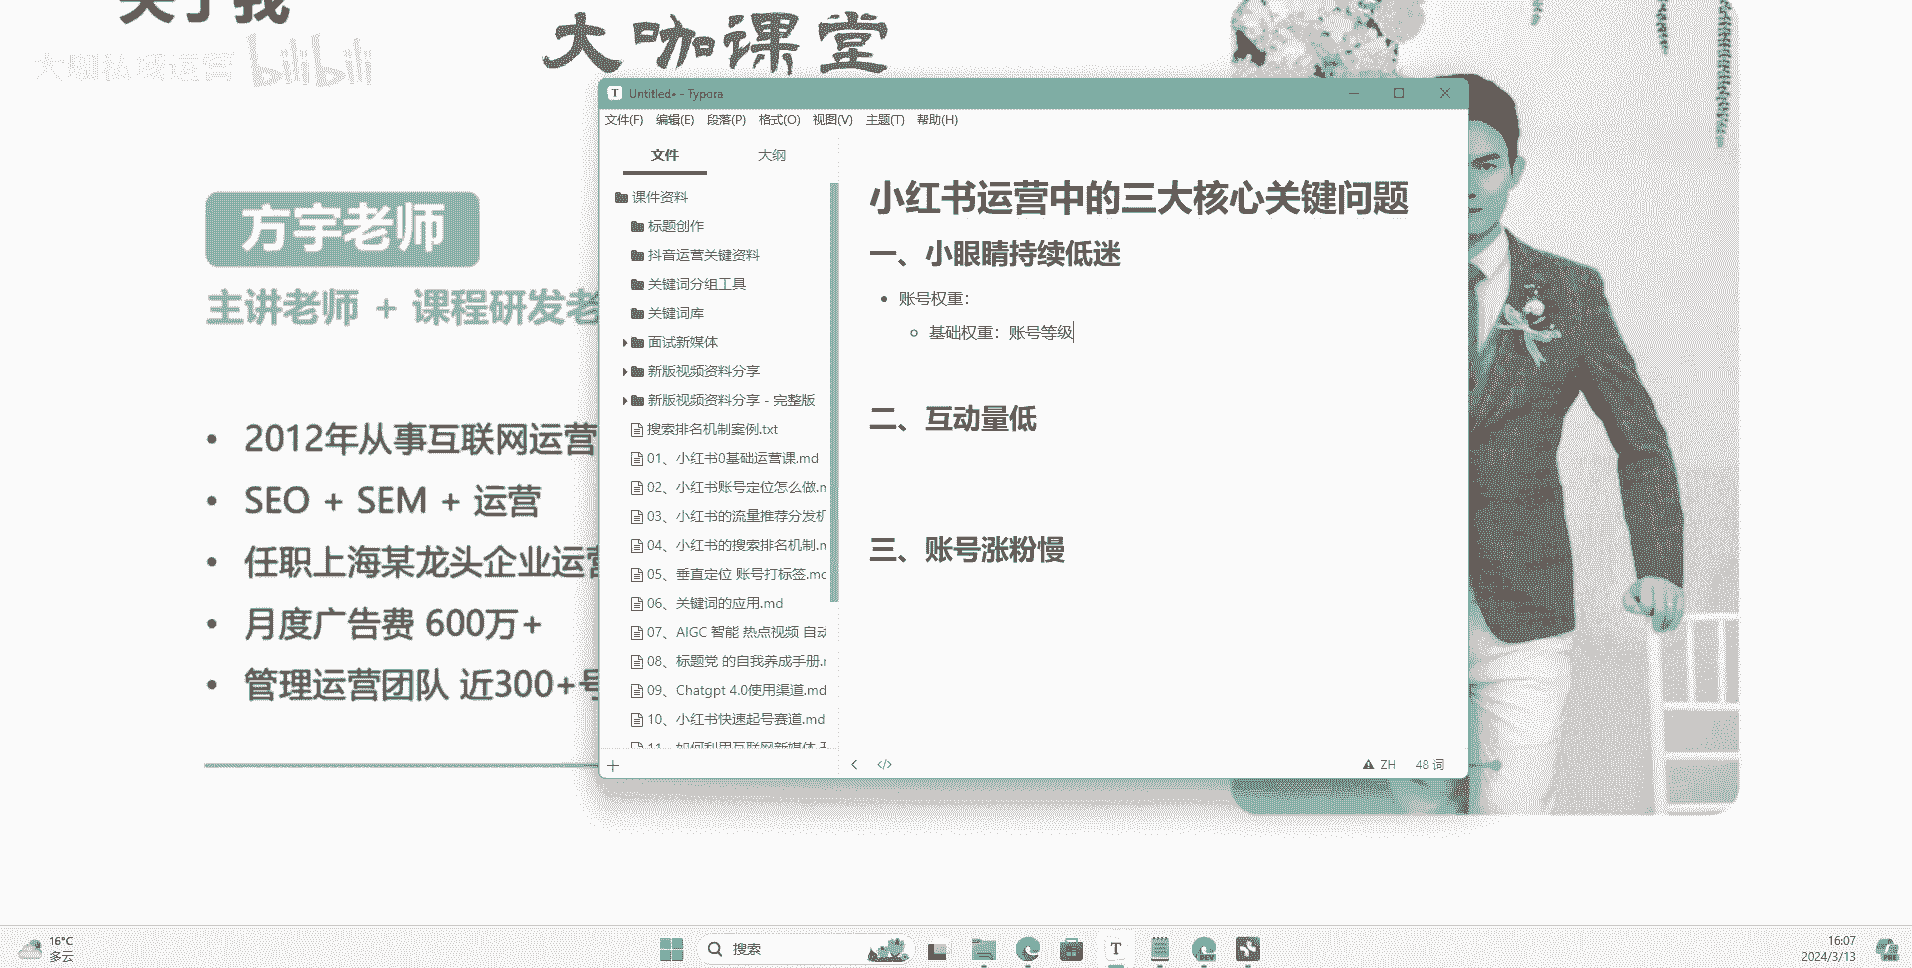 关于我
大咖私域运营 bilibili
大咖课堂
方宇老师
主讲老师 + 课程研发老
2012年从事互联网运营
SEO + SEM + 运营
任职上海某龙头企业运营
月度广告费 600万+
管理运营团队 近300+号
Untitled• - Typora
文件(F) 编辑(E) 段落(P) 格式(O) 视图(V) 主题(T) 帮助(H)
文件 大纲
课件资料
标题创作
抖音运营关键资料
关键词分组工具
关键词库
面试新媒体
新版视频资料分享
新版视频资料分享 - 完整版
搜索排名机制案例.txt
01、小红书0基础运营课.md
02、小红书账号定位怎么做.m
03、小红书的流量推荐分发机
04、小红书的搜索排名机制.m
05、垂直定位 账号打标签.md
06、关键词的应用.md
07、AIGC 智能 热点视频 自动
08、标题党 的自我养成手册.m
09、Chatgpt 4.0使用渠道.md
10、小红书快速起号赛道.md
11、如何利用互联网新媒体
小红书运营中的三大核心关键问题
一、小眼睛持续低迷
账号权重：
基础权重：账号等级
二、互动量低
三、账号涨粉慢
ZH 48 词
16°C
多云
搜索
DEV
16:07
2024/3/13
PRE